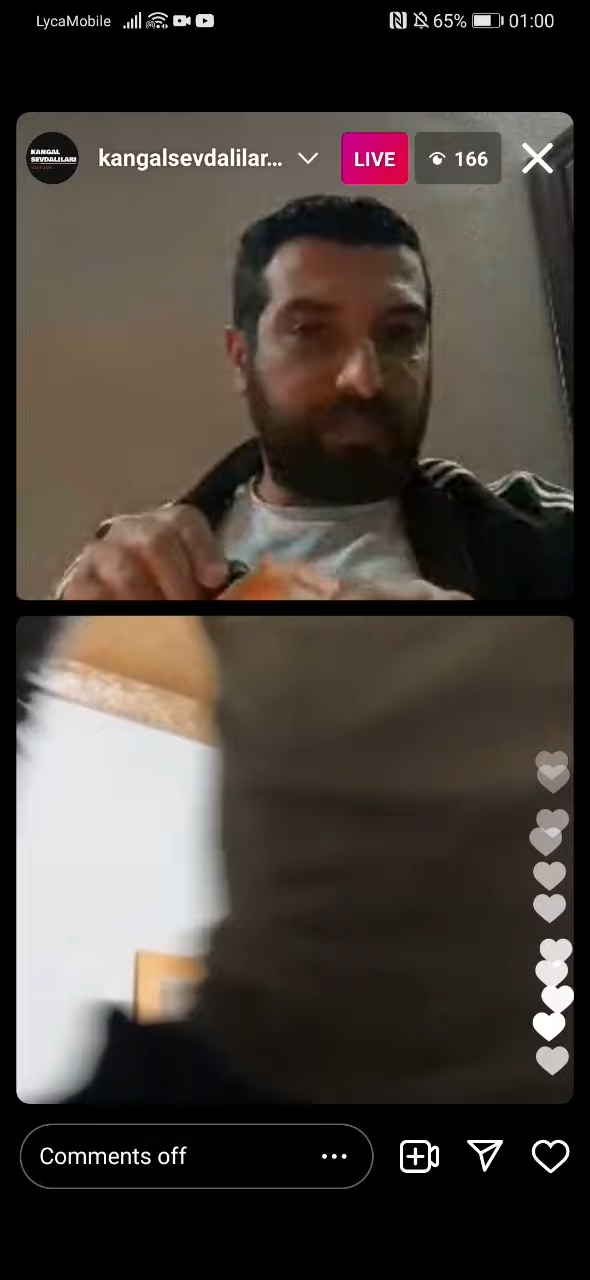 LycaMobile 65% 01:00
KANGAL
SEVDALILARI
kangalsevdalilar... LIVE 166
Comments off